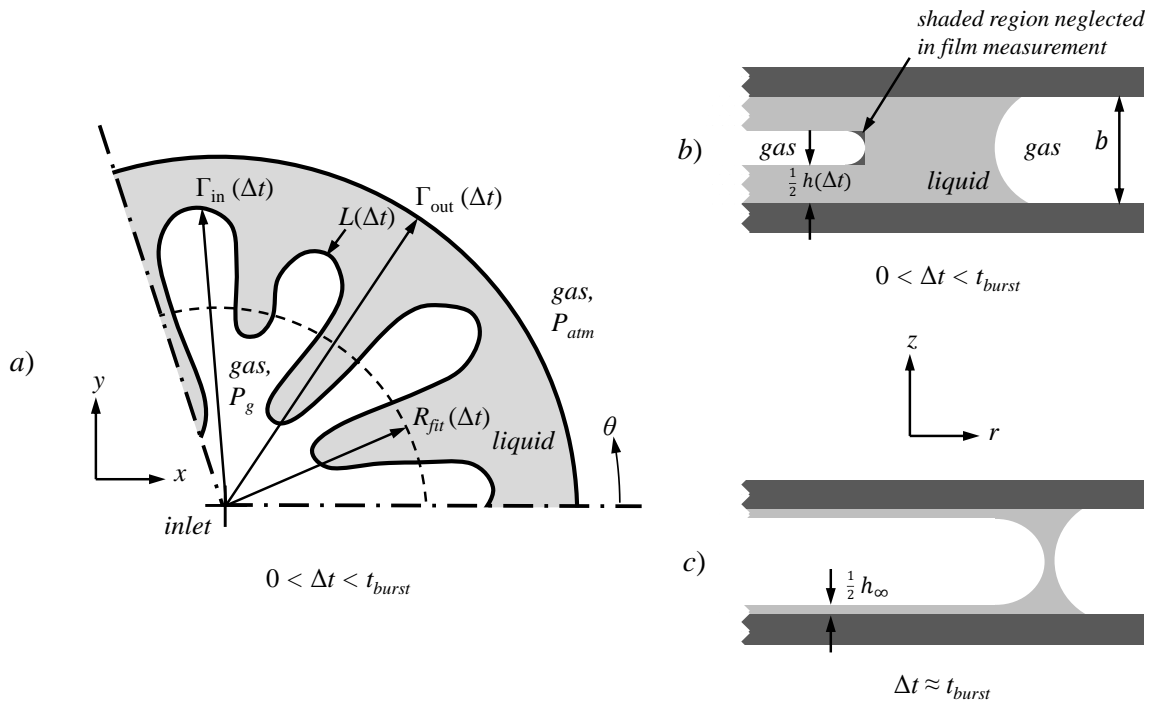 a)
Γin (Δt)
L(Δt)
Γout (Δt)
gas,
Patm
gas,
Pg
Rfit (Δt)
liquid
θ
y
x
inlet
0 < Δt < tburst
shaded region neglected
in film measurement
b)
gas
gas
b
½ h(Δt)
liquid
0 < Δt < tburst
z
r
c)
½ h∞
Δt ≈ tburst